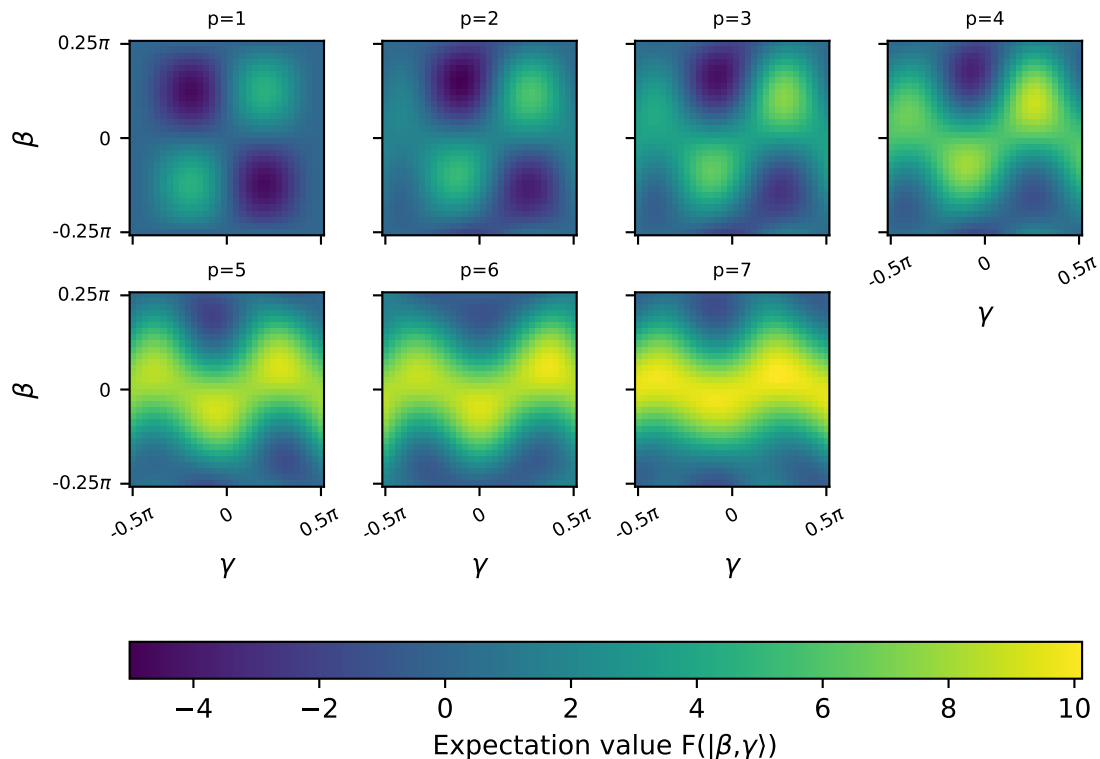 p=1 p=2 p=3 p=4
0.25π
β
0
-0.25π
-0.5π 0 0.5π
γ
p=5 p=6 p=7
0.25π
β
0
-0.25π
-0.5π 0 0.5π -0.5π 0 0.5π -0.5π 0 0.5π
γ γ γ
−4 −2 0 2 4 6 8 10
Expectation value F(|β,γ⟩)